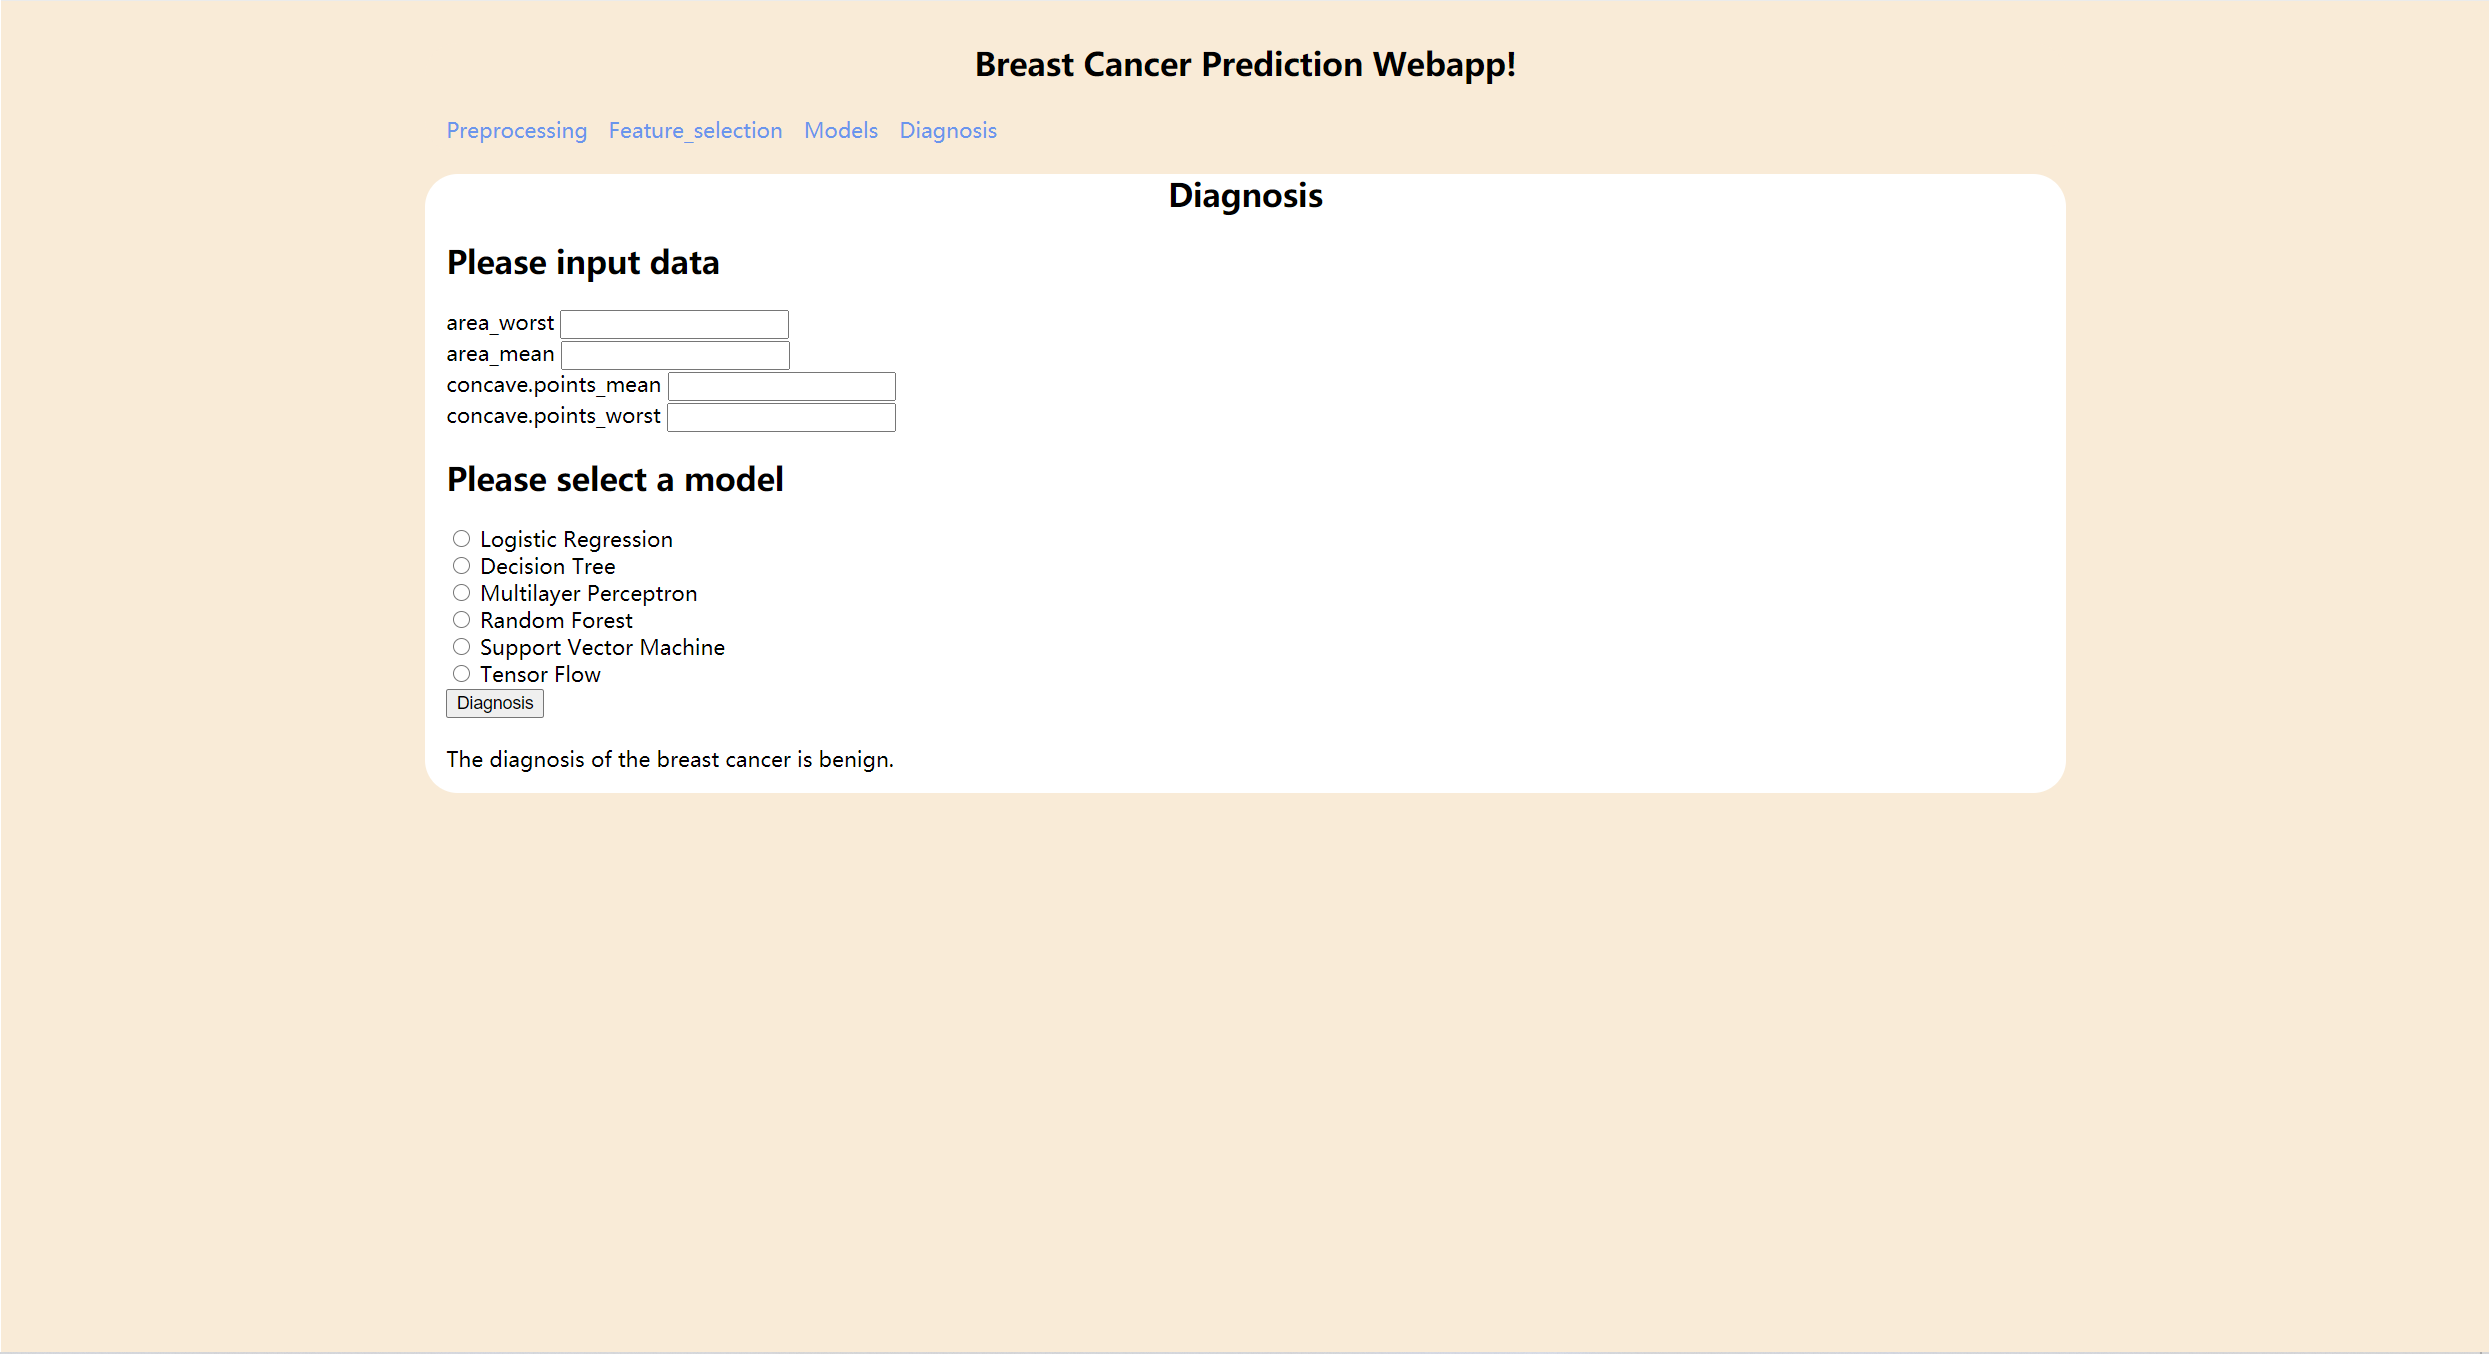 Breast Cancer Prediction Webapp!
Preprocessing Feature_selection Models Diagnosis
Diagnosis
Please input data
area_worst
area_mean
concave.points_mean
concave.points_worst
Please select a model
Logistic Regression
Decision Tree
Multilayer Perceptron
Random Forest
Support Vector Machine
Tensor Flow
Diagnosis
The diagnosis of the breast cancer is benign.